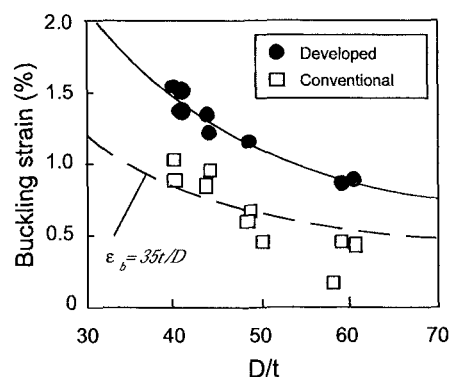 2.0
Developed
Conventional
1.5
1.0
0.5
0
Buckling strain (%)
ε b = 35t/D
30 40 50 60 70
D/t